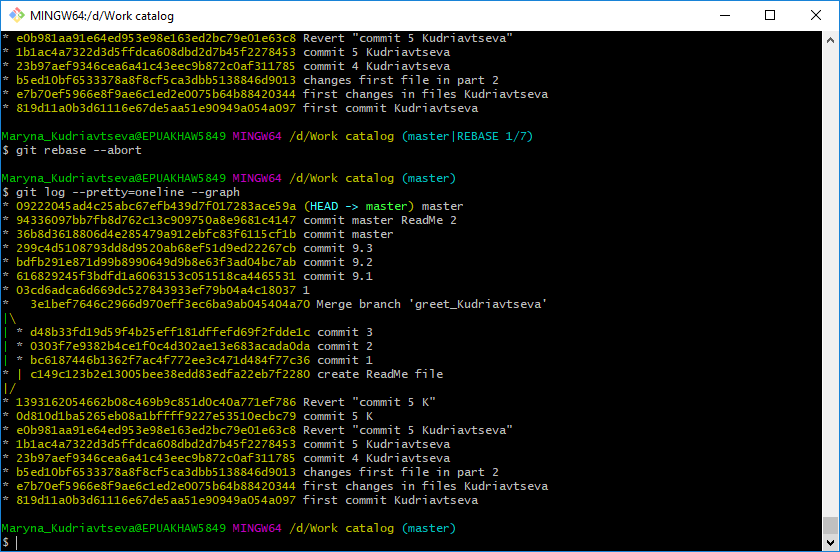 MINGW64:/d/Work catalog
* e0b981aa91e64ed953e98e163ed2bc79e01e63c8 Revert "commit 5 Kudriavtseva"
* 1b1ac4a7322d3d5ffdca608dbd2d7b45f2278453 commit 5 Kudriavtseva
* 23b97aef9346cea6a41c43eec9b872c0af311785 commit 4 Kudriavtseva
* b5ed10bf6533378a8f8cf5ca3dbb5138846d9013 changes first file in part 2
* e7b70ef5966e8f9ae6c1ed2e0075b64b88420344 first changes in files Kudriavtseva
* 819d11a0b3d61116e67de5aa51e90949a054a097 first commit Kudriavtseva
Maryna_Kudriavtseva@EPUAKHAW5849 MINGW64 /d/Work catalog (master|REBASE 1/7)
$ git rebase --abort
Maryna_Kudriavtseva@EPUAKHAW5849 MINGW64 /d/Work catalog (master)
$ git log --pretty=oneline --graph
* 09222045ad4c25abc67efb439d7f017283ace59a (HEAD -> master) master
* 94336097bb7fb8d762c13c909750a8e9681c4147 commit master ReadMe 2
* 36b8d3618806d4e285479a912ebfc83f6115cf1b commit master
* 299c4d5108793dd8d9520ab68ef51d9ed22267cb commit 9.3
* bdfb291e871d99b8990649d9b8e63f3ad04bc7ab commit 9.2
* 616829245f3bdfd1a6063153c051518ca4465531 commit 9.1
* 03cd6adca6d669dc527843933ef79b04a4c18037 1
*   3e1bef7646c2966d970eff3ec6ba9ab045404a70 Merge branch 'greet_Kudriavtseva'
|\
| * d48b33fd19d59f4b25eff181dffefd69f2fdde1c commit 3
| * 0303f7e9382b4ce1f0c4d302ae13e683acada0da commit 2
| * bc6187446b1362f7ac4f772ee3c471d484f77c36 commit 1
* | c149c123b2e13005bee38edd83edfa22eb7f2280 create ReadMe file
|/
* 1393162054662b08c469b9c851d0c40a771ef786 Revert "commit 5 K"
* 0d810d1ba5265eb08a1bffff9227e53510ecbc79 commit 5 K
* e0b981aa91e64ed953e98e163ed2bc79e01e63c8 Revert "commit 5 Kudriavtseva"
* 1b1ac4a7322d3d5ffdca608dbd2d7b45f2278453 commit 5 Kudriavtseva
* 23b97aef9346cea6a41c43eec9b872c0af311785 commit 4 Kudriavtseva
* b5ed10bf6533378a8f8cf5ca3dbb5138846d9013 changes first file in part 2
* e7b70ef5966e8f9ae6c1ed2e0075b64b88420344 first changes in files Kudriavtseva
* 819d11a0b3d61116e67de5aa51e90949a054a097 first commit Kudriavtseva
Maryna_Kudriavtseva@EPUAKHAW5849 MINGW64 /d/Work catalog (master)
$